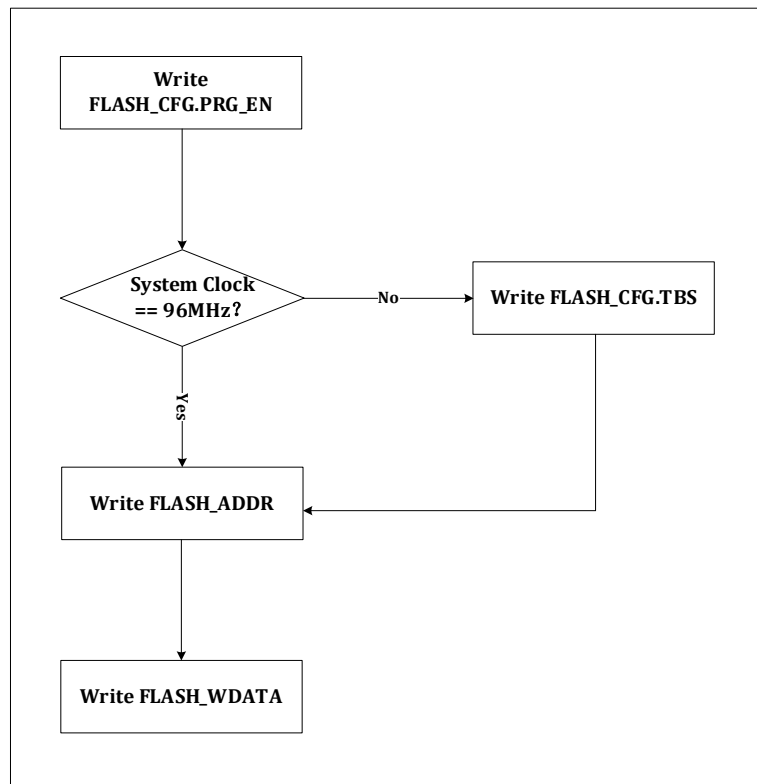 Write
FLASH_CFG.PRG_EN
System Clock
== 96MHz?
No
Write FLASH_CFG.TBS
Yes
Write FLASH_ADDR
Write FLASH_WDATA